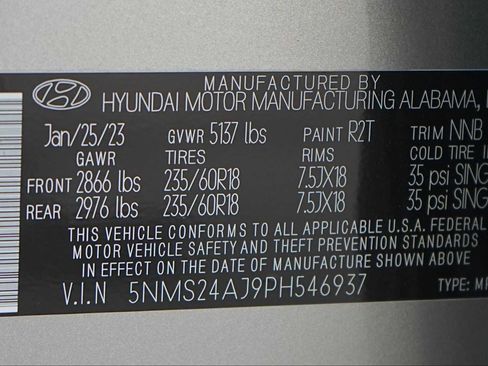 MANUFACTURED BY
HYUNDAI MOTOR MANUFACTURING ALABAMA,
Jan/25/23 GVWR 5137 lbs PAINT R2T TRIM NNB
GAWR TIRES RIMS COLD TIRE
FRONT 2866 lbs 235/60R18 7.5JX18 35 psi SING
REAR 2976 lbs 235/60R18 7.5JX18 35 psi SING
THIS VEHICLE CONFORMS TO ALL APPLICABLE U.S.A. FEDERAL
MOTOR VEHICLE SAFETY AND THEFT PREVENTION STANDARDS
IN EFFECT ON THE DATE OF MANUFACTURE SHOWN ABOVE.
V.I.N 5NMS24AJ9PH546937 TYPE: MP